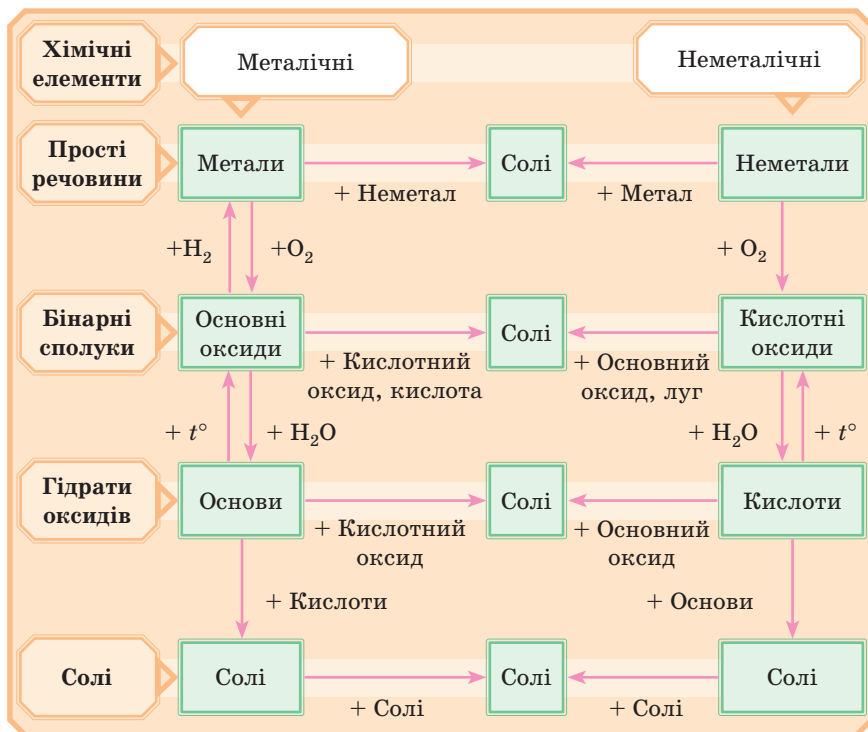 Хімічні
елементи
Металічні
Неметалічні
Прості
речовини
Метали
Солі
Неметали
+ Неметал
+ Метал
+H₂
+O₂
+ O₂
Бінарні
сполуки
Основні
оксиди
Солі
Кислотні
оксиди
+ Кислотний
оксид, кислота
+ Основний
оксид, луг
+ t°
+ H₂O
+ H₂O
+ t°
Гідрати
оксидів
Основи
Солі
Кислоти
+ Кислотний
оксид
+ Основний
оксид
+ Кислоти
+ Основи
Солі
Солі
Солі
Солі
+ Солі
+ Солі